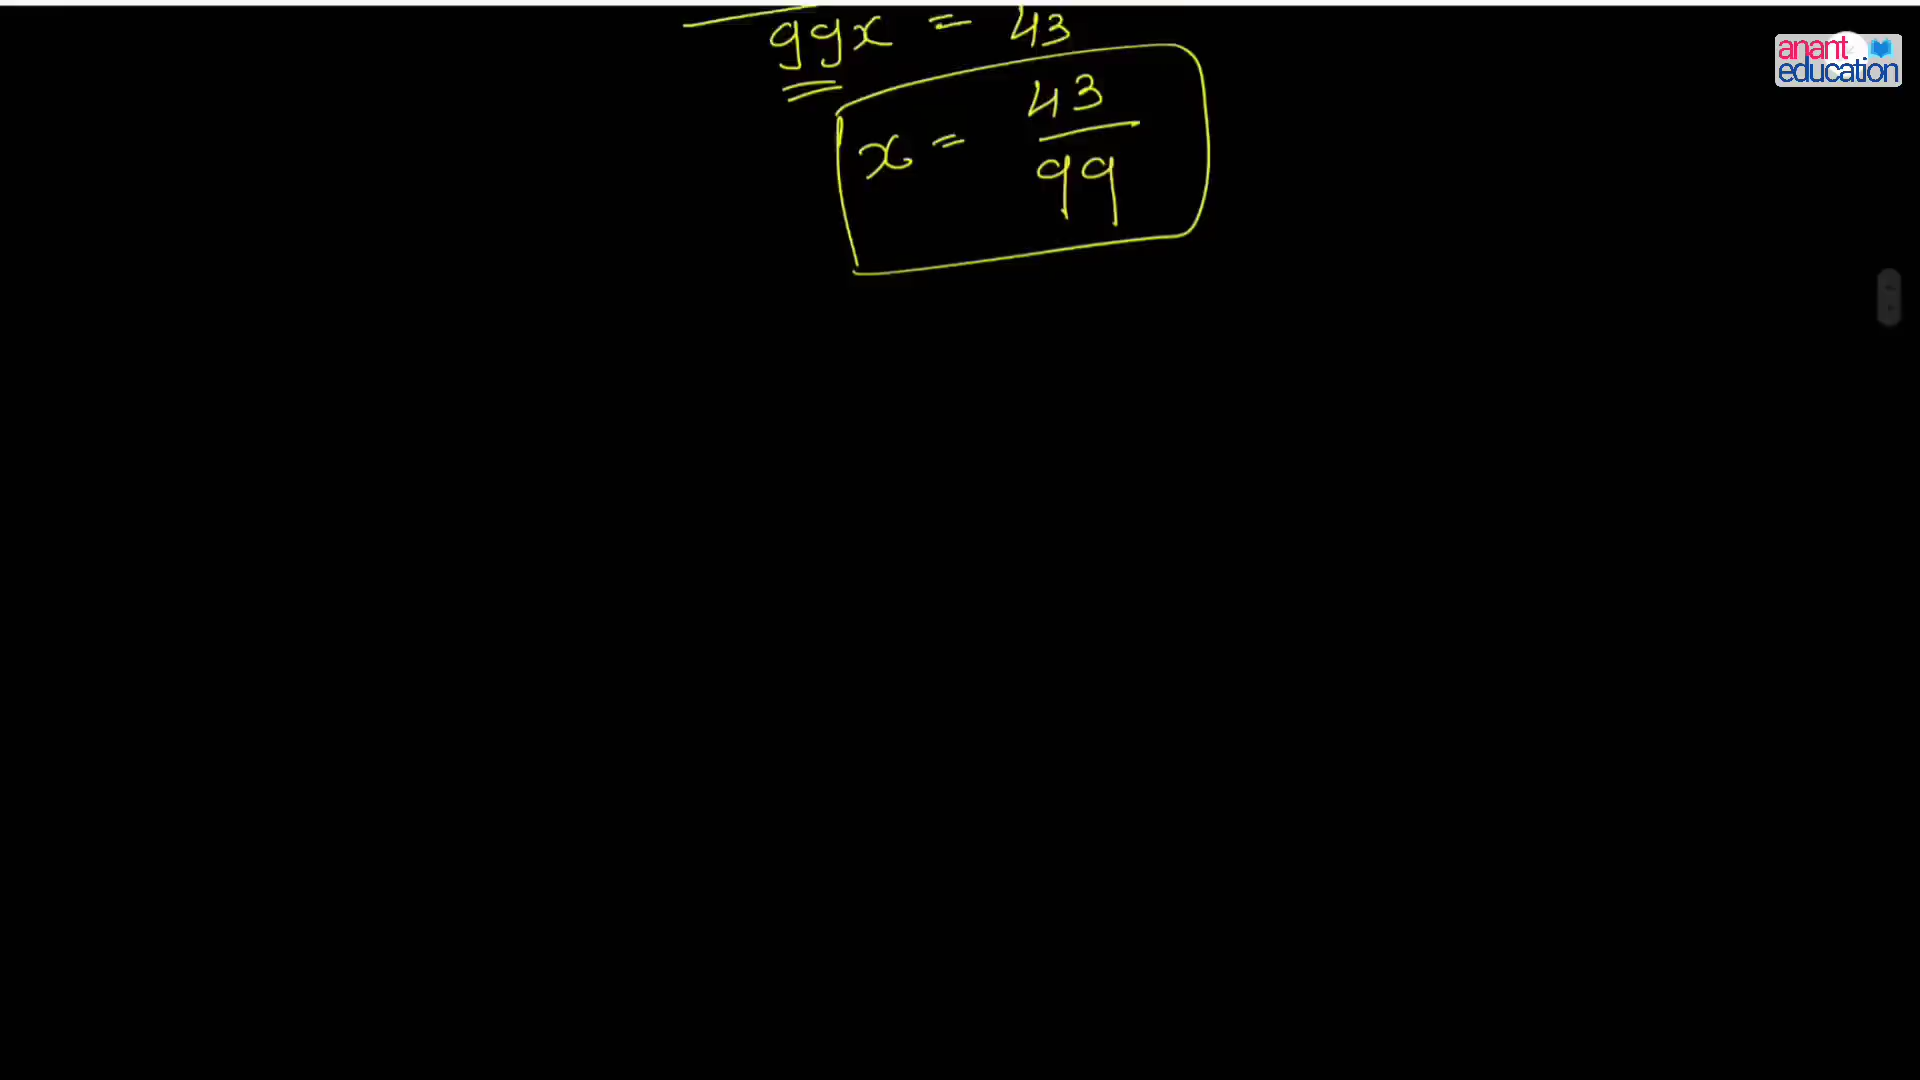 99x = 43
x = 43/99
anant
education